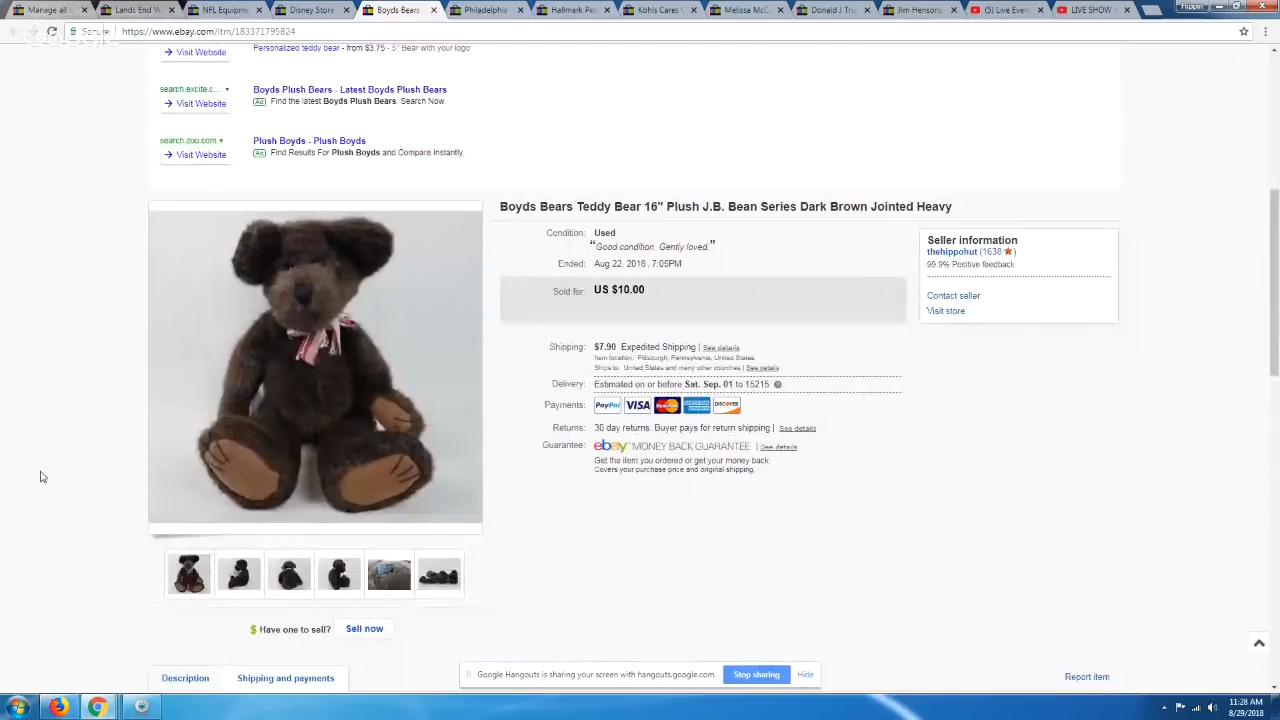 Manage all
Lands End W
NFL Equipm
Disney Store
Boyds Bears
Philadelphia
Hallmark Pe
Kohls Cares
Melissa McC
Donald J Tru
Jim Hensons
(5) Live Event
LIVE SHOW
Flippin
Secure https://www.ebay.com/itm/183371795824
Google
Visit Website
Personalized teddy bear - from $3.75 - 5" Bear with your logo
search.excite.c...
Boyds Plush Bears - Latest Boyds Plush Bears
Visit Website
Ad Find the latest Boyds Plush Bears. Search Now.
search.zoo.com
Plush Boyds - Plush Boyds
Visit Website
Ad Find Results For Plush Boyds and Compare Instantly.
Boyds Bears Teddy Bear 16" Plush J.B. Bean Series Dark Brown Jointed Heavy
Condition: Used
"Good condition. Gently loved."
Ended: Aug 22, 2018, 7:05PM
Sold for: US $10.00
Seller information
thehippohut (1638)
99.9% Positive feedback
Contact seller
Visit store
Shipping: $7.90 Expedited Shipping | See details
Item location: Pittsburgh, Pennsylvania, United States
Ships to: United States and many other countries | See details
Delivery: Estimated on or before Sat. Sep. 01 to 15215
Payments: PayPal VISA MasterCard AMERICAN EXPRESS DISCOVER
Returns: 30 day returns. Buyer pays for return shipping | See details
Guarantee: ebay MONEY BACK GUARANTEE | See details
Get the item you ordered or get your money back.
Covers your purchase price and original shipping.
$ Have one to sell? Sell now
Google Hangouts is sharing your screen with hangouts.google.com. Stop sharing Hide
Description
Shipping and payments
Report item
11:28 AM
8/29/2018